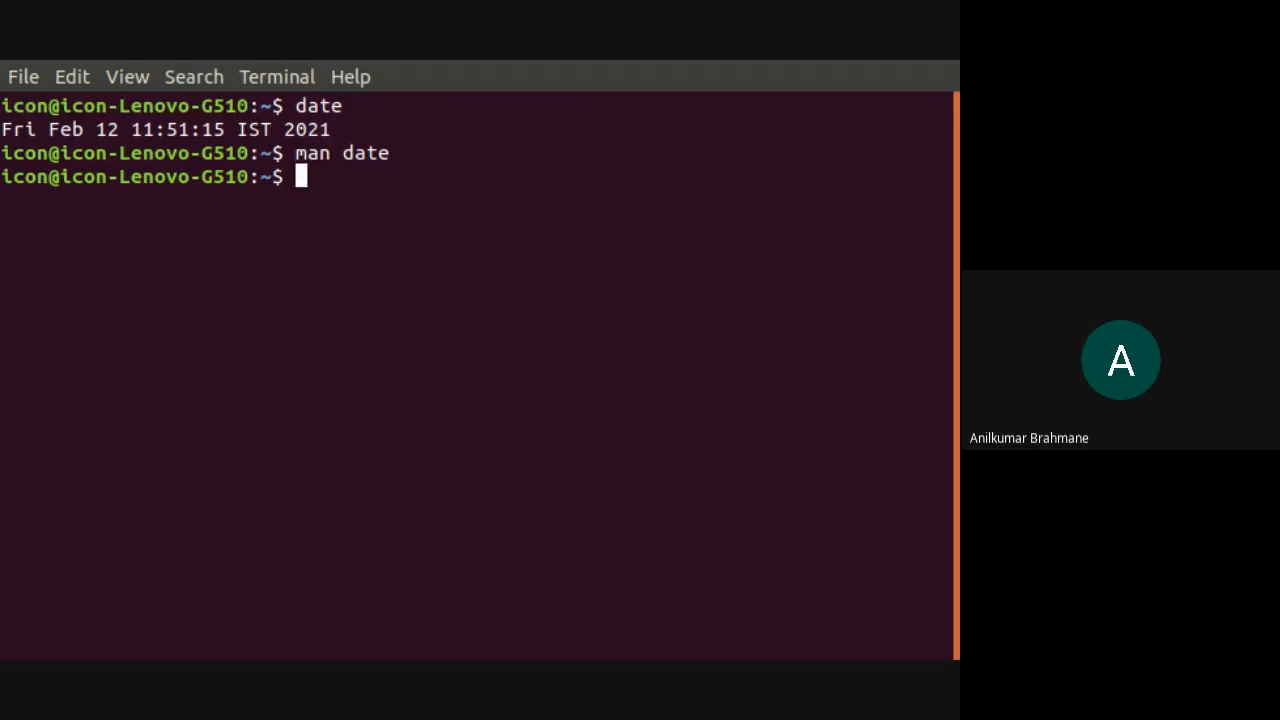 File Edit View Search Terminal Help
icon@icon-Lenovo-G510:~$ date
Fri Feb 12 11:51:15 IST 2021
icon@icon-Lenovo-G510:~$ man date
icon@icon-Lenovo-G510:~$
A
Anilkumar Brahmane